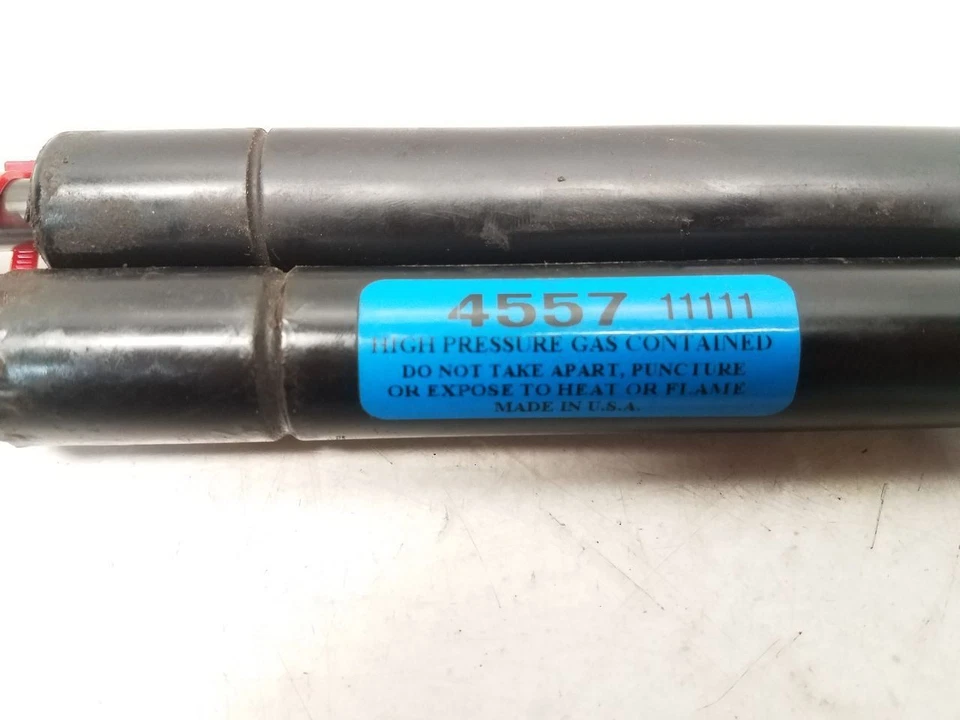 4557 11111
HIGH PRESSURE GAS CONTAINED
DO NOT TAKE APART, PUNCTURE
OR EXPOSE TO HEAT OR FLAME
MADE IN U.S.A.